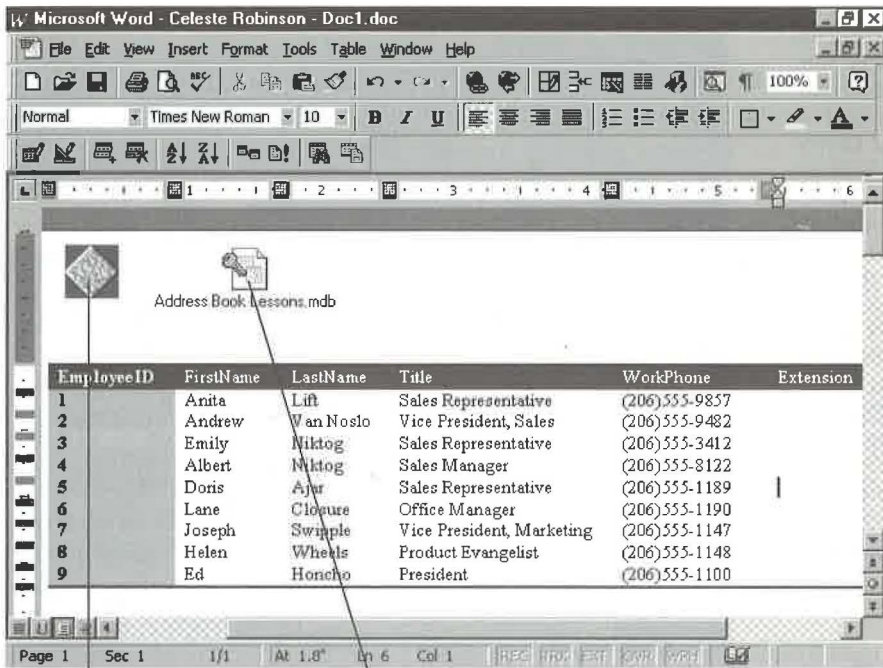 Microsoft Word - Celeste Robinson - Doc1.doc
File Edit View Insert Format Tools Table Window Help
100%
Normal Times New Roman 10 B I U A
1 2 3 4 5 6
Address Book Lessons.mdb
EmployeeID FirstName LastName Title WorkPhone Extension
1 Anita Lift Sales Representative (206)555-9857
2 Andrew Van Noslo Vice President, Sales (206)555-9482
3 Emily Niktog Sales Representative (206)555-3412
4 Albert Niktog Sales Manager (206)555-8122
5 Doris Ajar Sales Representative (206)555-1189
6 Lane Closure Office Manager (206)555-1190
7 Joseph Swipple Vice President, Marketing (206)555-1147
8 Helen Wheels Product Evangelist (206)555-1148
9 Ed Honcho President (206)555-1100
Page 1 Sec 1 1/1 At 1.8" Ln 6 Col 1 REC TRK EXT OVR WPH